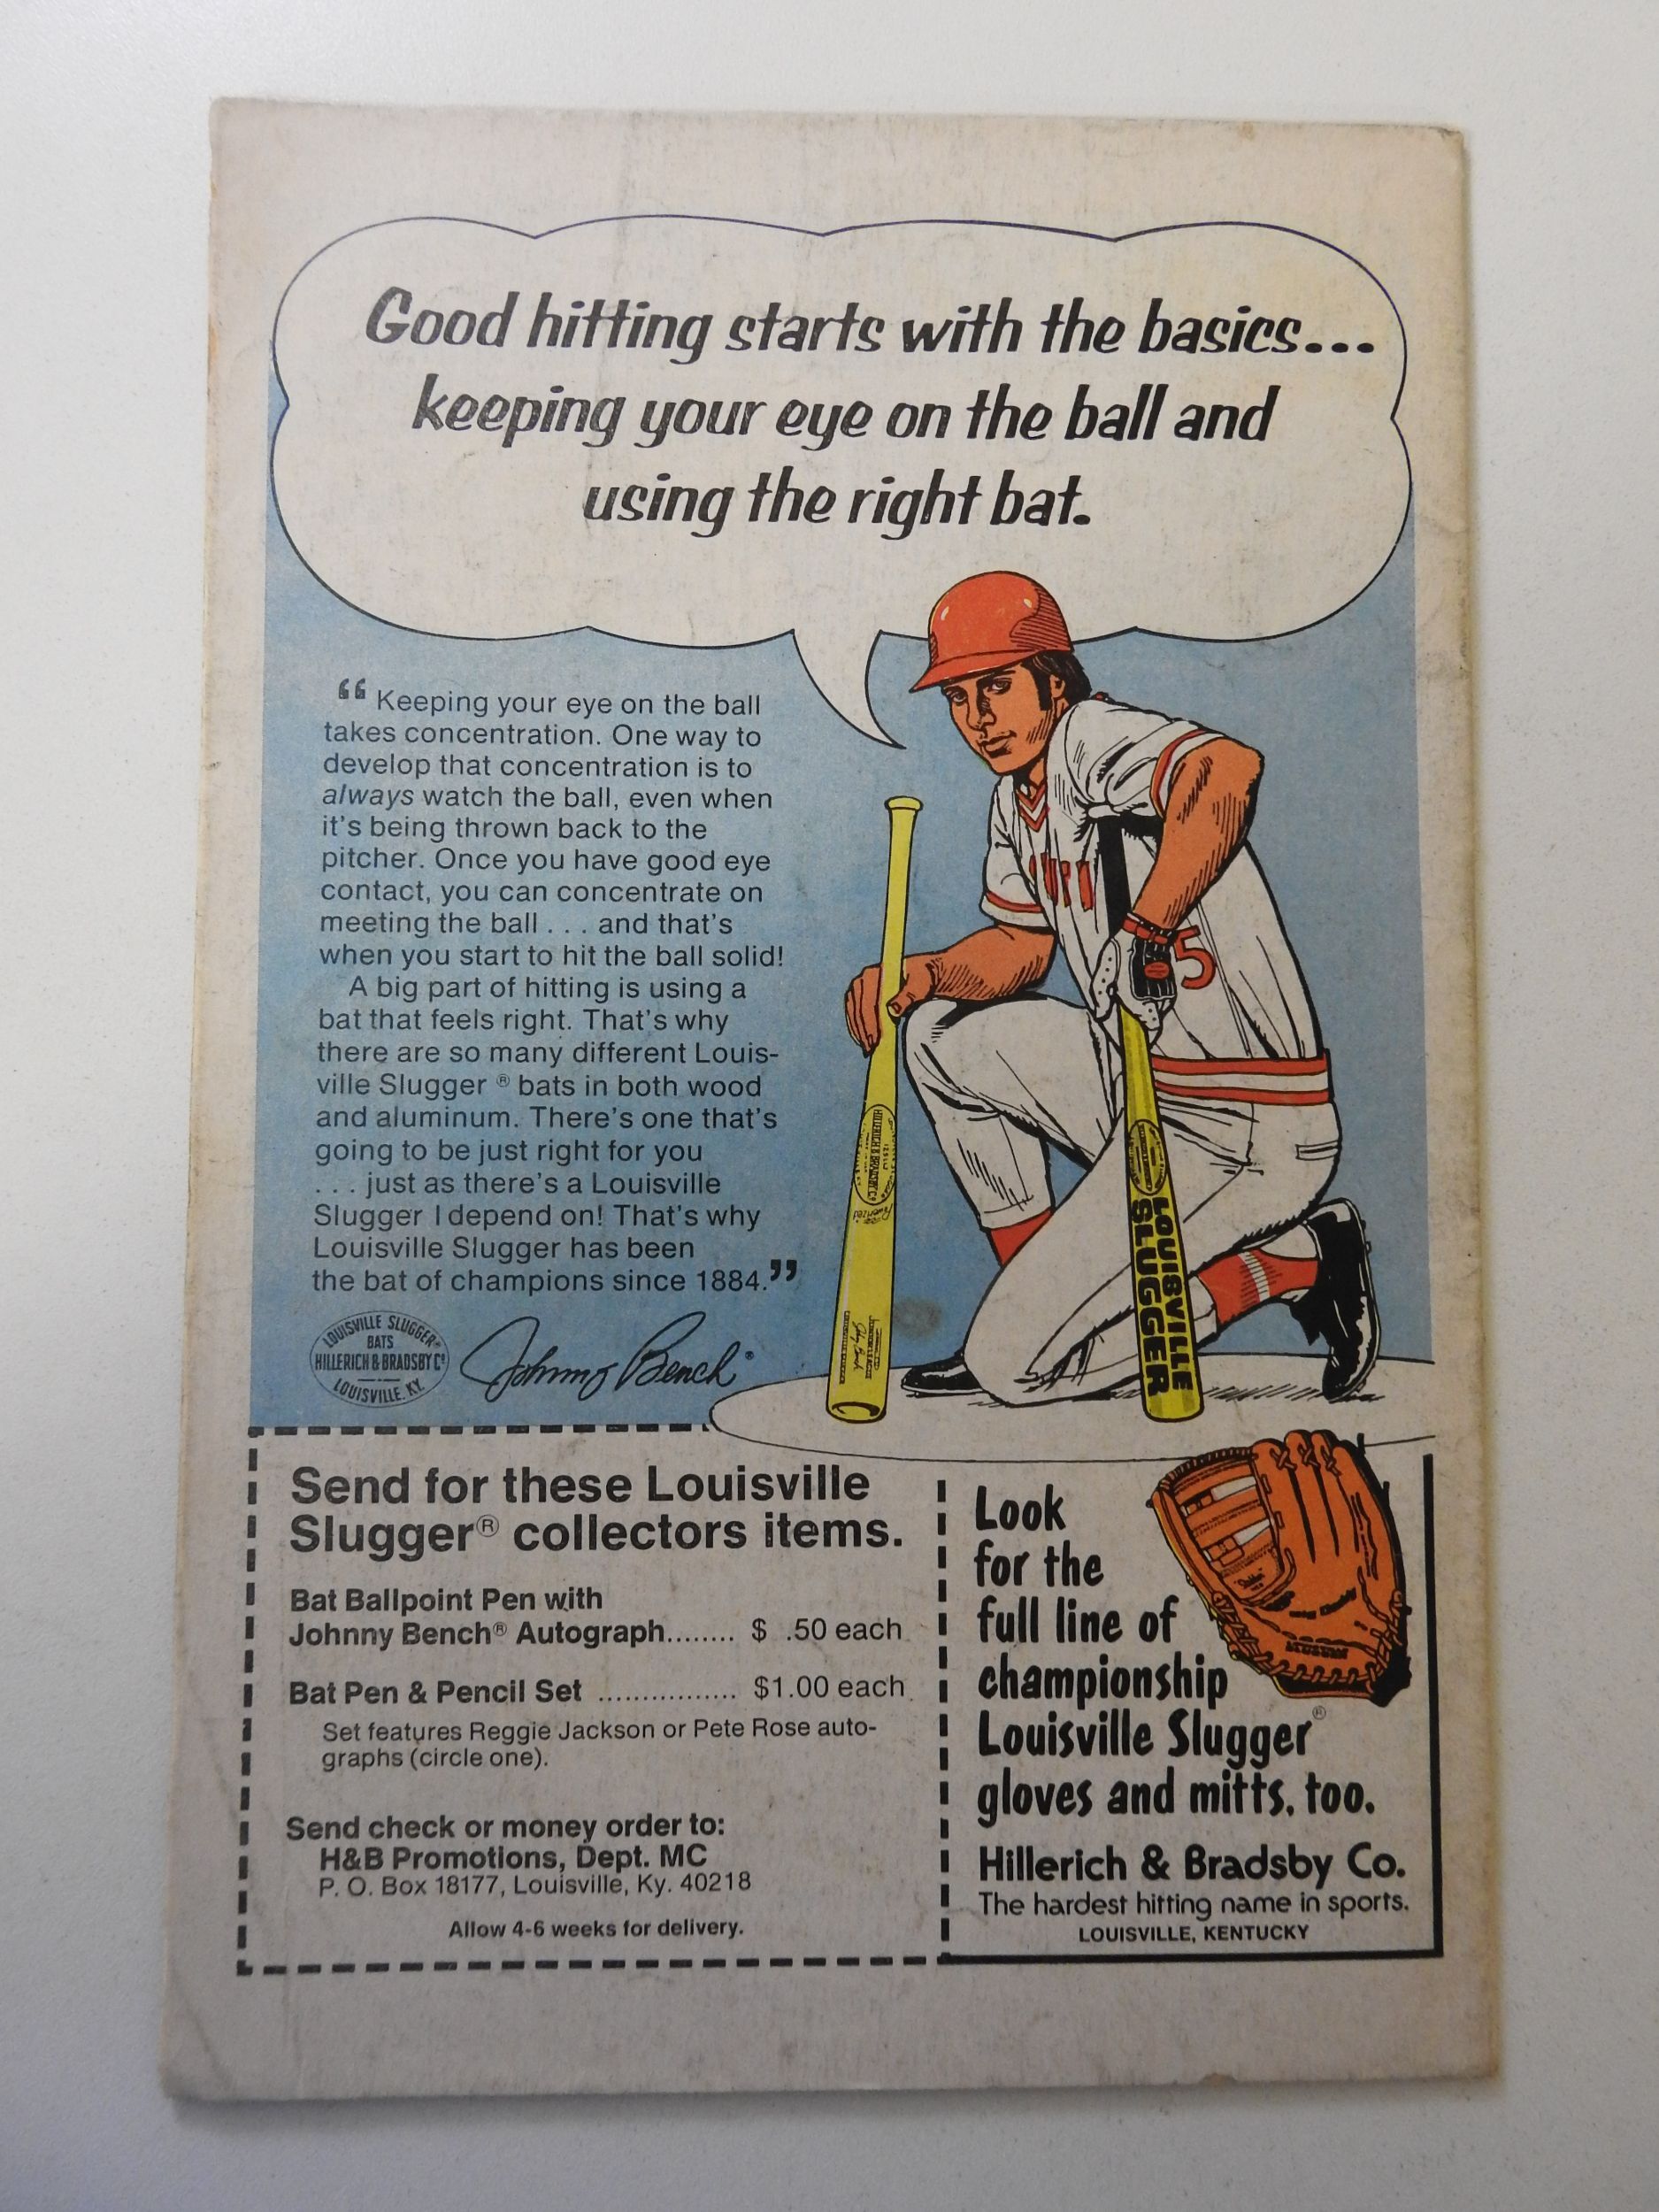 Good hitting starts with the basics...
keeping your eye on the ball and
using the right bat.
“ Keeping your eye on the ball
takes concentration. One way to
develop that concentration is to
always watch the ball, even when
it's being thrown back to the
pitcher. Once you have good eye
contact, you can concentrate on
meeting the ball . . . and that's
when you start to hit the ball solid!
A big part of hitting is using a
bat that feels right. That's why
there are so many different Louis-
ville Slugger ® bats in both wood
and aluminum. There's one that's
going to be just right for you
. . . just as there's a Louisville
Slugger I depend on! That's why
Louisville Slugger has been
the bat of champions since 1884.”
LOUISVILLE SLUGGER®
BATS
HILLERICH & BRADSBY Co
LOUISVILLE, KY.
Johnny Bench®
5
HILLERICH & BRADSBY Co
LOUISVILLE
SLUGGER
Send for these Louisville
Slugger® collectors items.
Bat Ballpoint Pen with
Johnny Bench® Autograph........ $ .50 each
Bat Pen & Pencil Set ................ $1.00 each
Set features Reggie Jackson or Pete Rose auto-
graphs (circle one).
Send check or money order to:
H&B Promotions, Dept. MC
P. O. Box 18177, Louisville, Ky. 40218
Allow 4-6 weeks for delivery.
Look
for the
full line of
championship
Louisville Slugger®
gloves and mitts, too.
Hillerich & Bradsby Co.
The hardest hitting name in sports.
LOUISVILLE, KENTUCKY